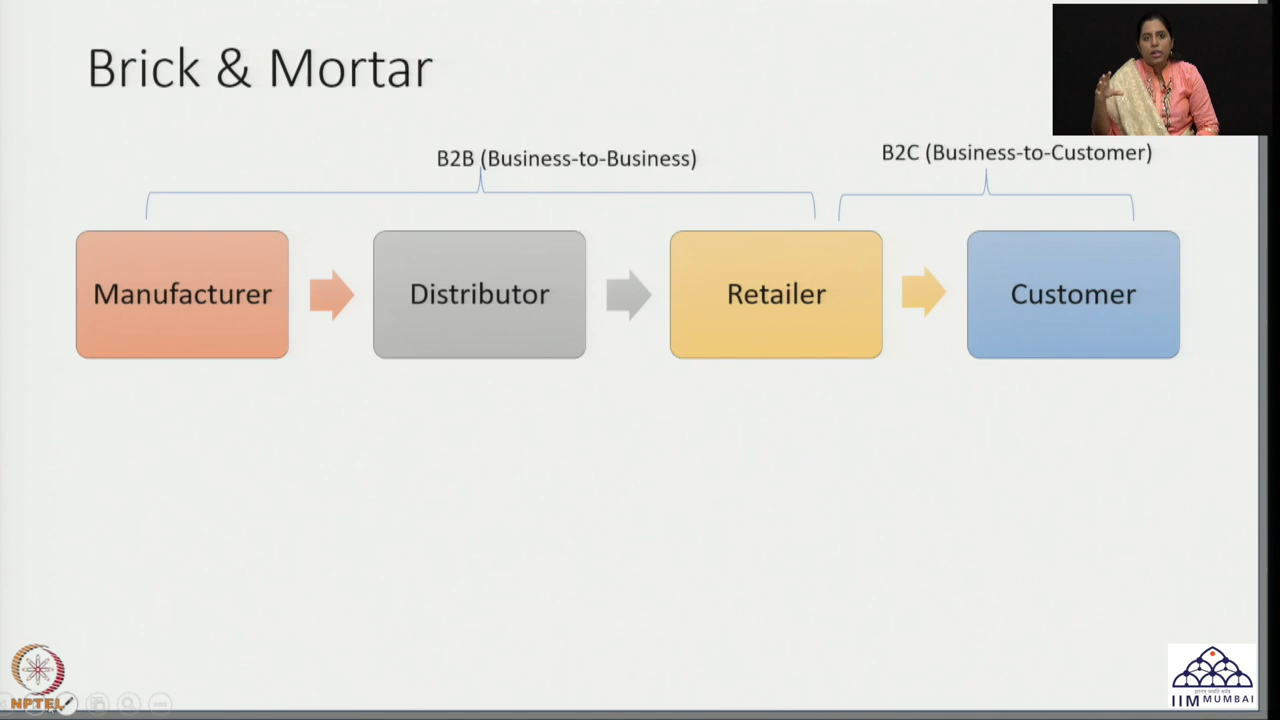 Brick & Mortar
B2B (Business-to-Business)
B2C (Business-to-Customer)
Manufacturer
Distributor
Retailer
Customer
NPTEL
IIM MUMBAI